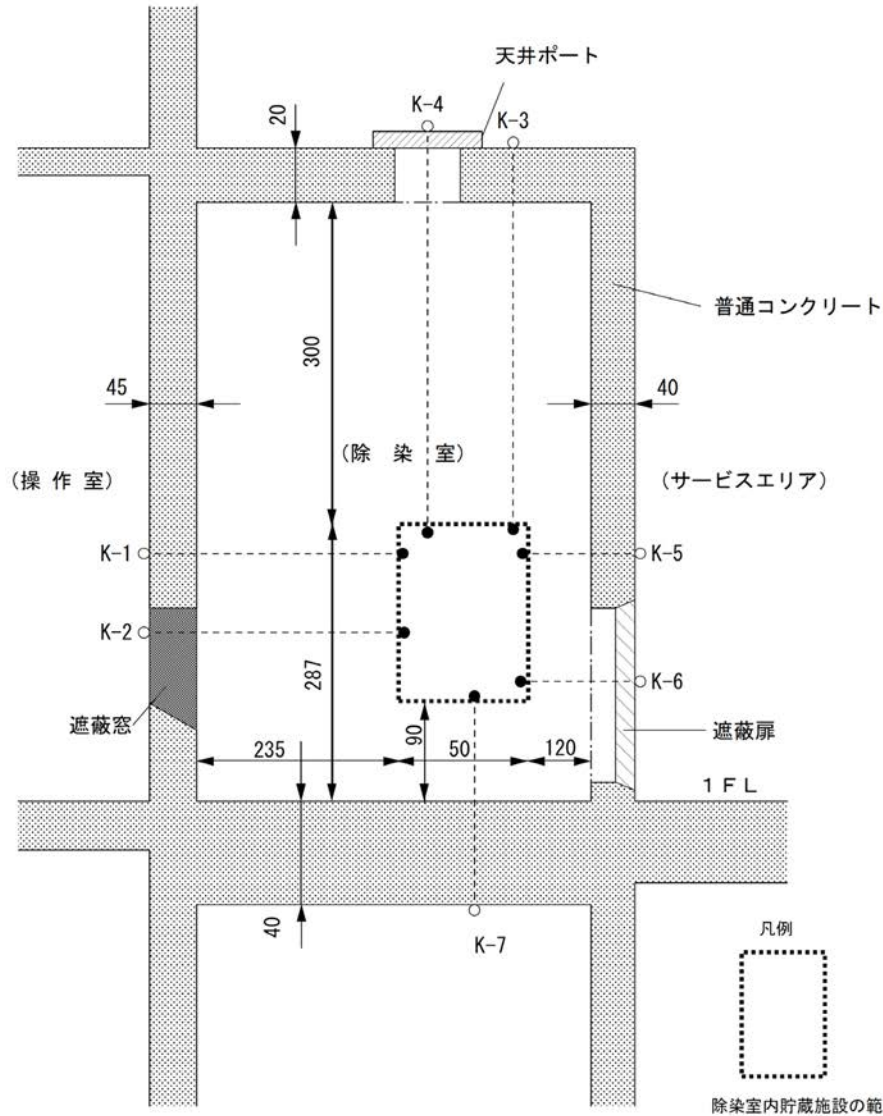 天井ポート
K-4
K-3
20
普通コンクリート
300
45
40
(除 染 室)
(操 作 室)
(サービスエリア)
K-1
K-5
K-2
287
K-6
遮蔽窓
90
遮蔽扉
235
50
120
1FL
40
K-7
凡例
除染室内貯蔵施設の範